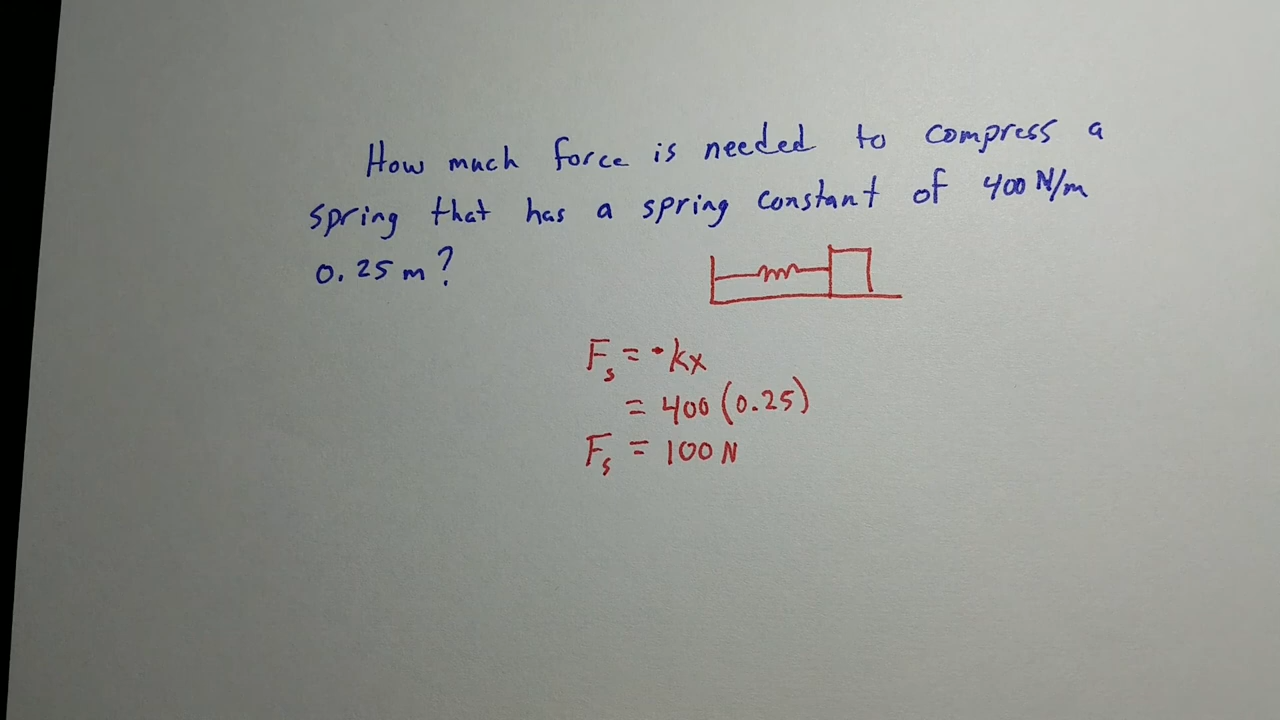 How much force is needed to compress a
spring that has a spring constant of 400 N/m
0.25 m?
Fs = -kx
= 400 (0.25)
Fs = 100 N